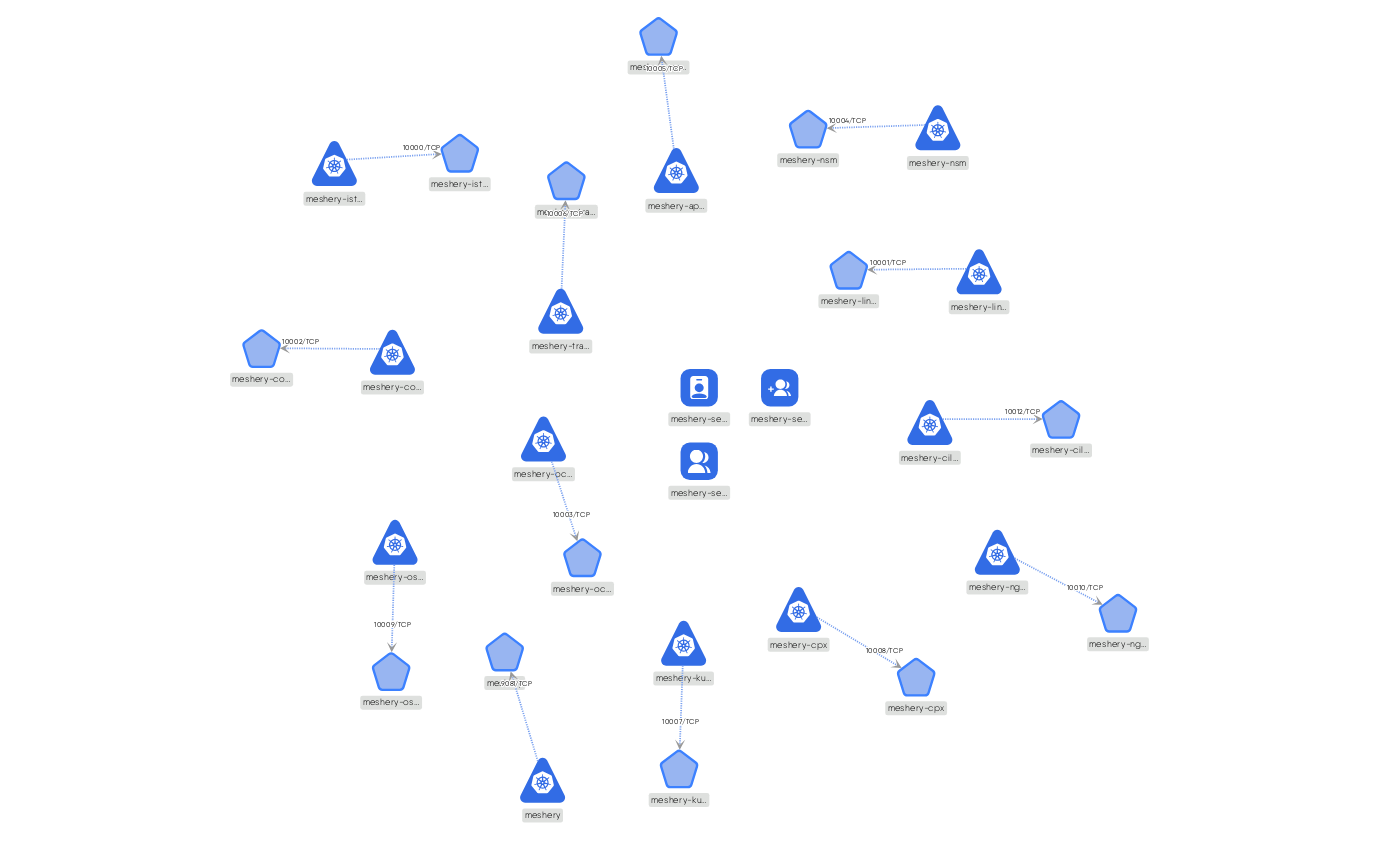 10005/TCP
10004/TCP
meshery-nsm
meshery-nsm
10000/TCP
meshery-ist...
meshery-ist...
meshery-ap...
10006/TCP
10001/TCP
meshery-lin...
meshery-lin...
meshery-tra...
10002/TCP
meshery-co...
meshery-co...
meshery-se...
meshery-se...
10012/TCP
meshery-cil...
meshery-cil...
meshery-oc...
meshery-se...
10003/TCP
meshery-oc...
meshery-os...
10009/TCP
meshery-os...
meshery-ng...
10010/TCP
meshery-ng...
meshery-cpx
10008/TCP
meshery-cpx
9081/TCP
meshery
meshery-ku...
10007/TCP
meshery-ku...